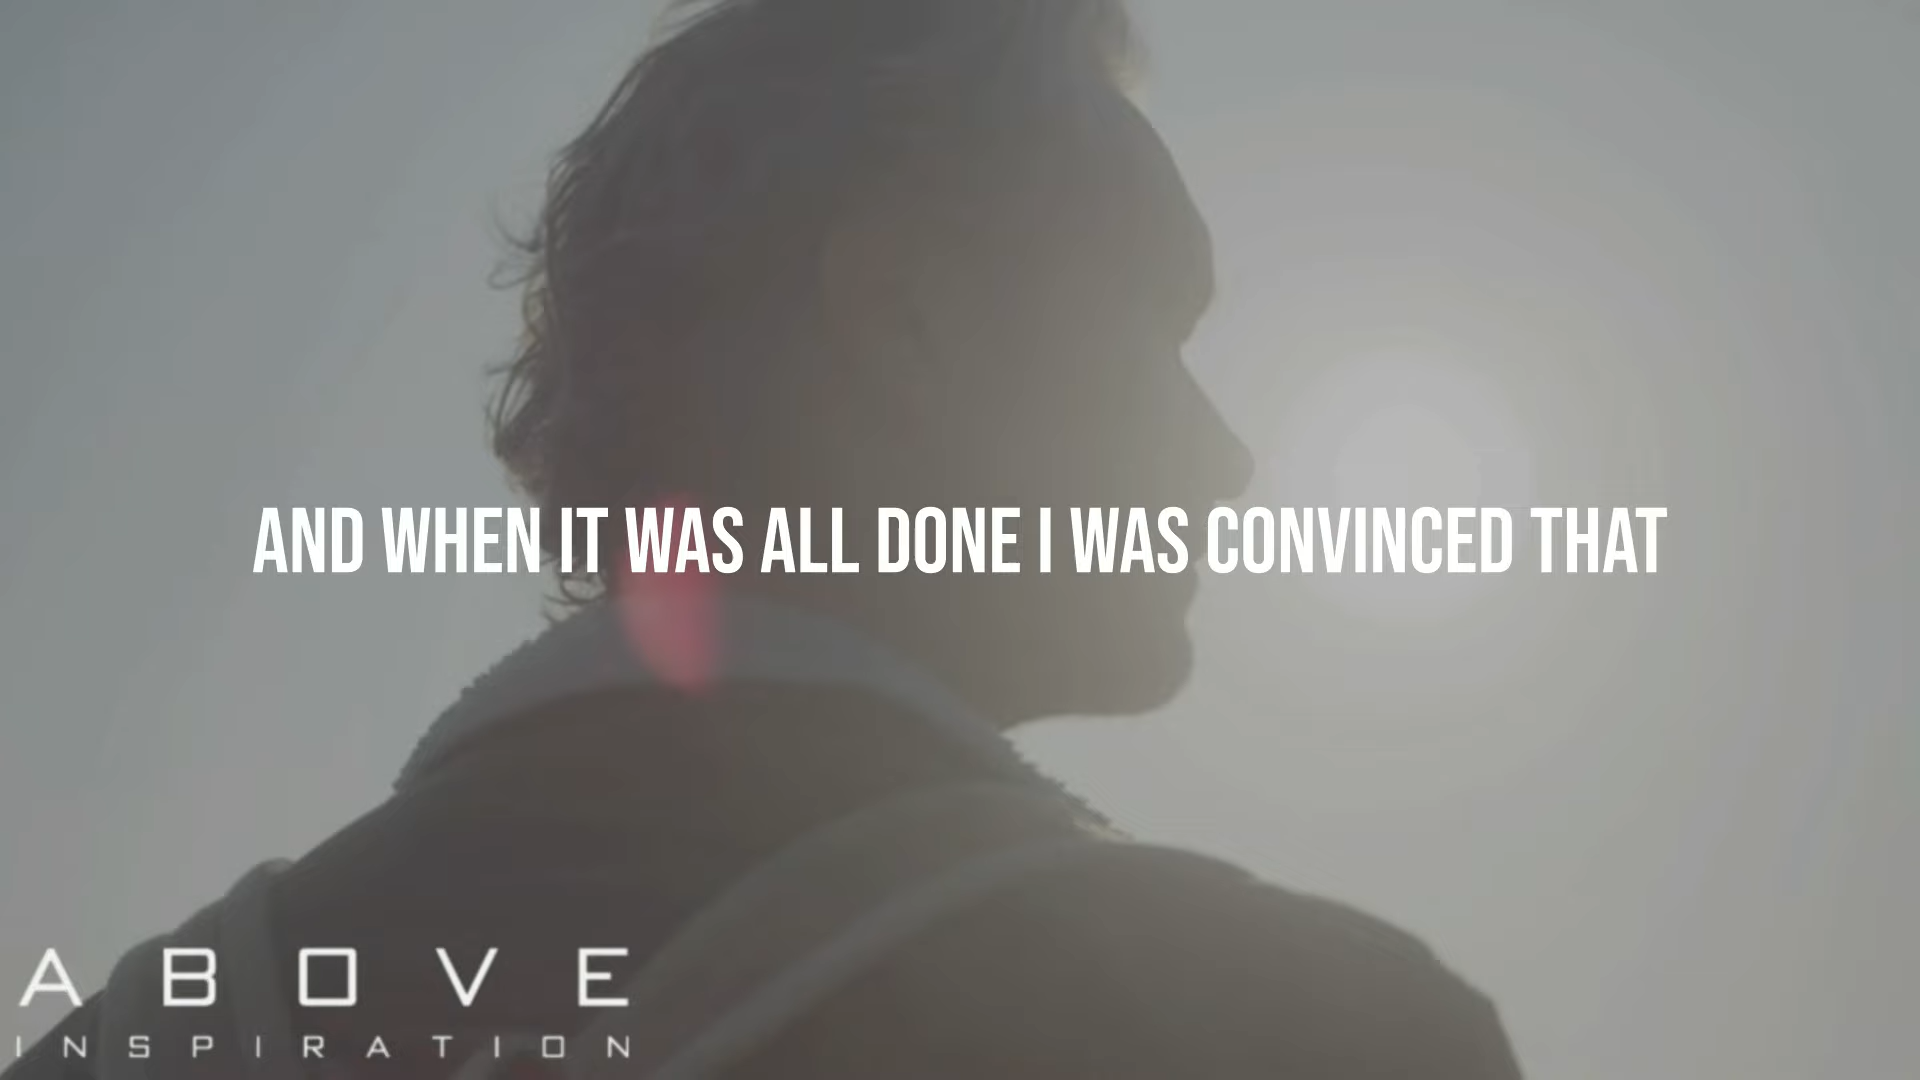 AND WHEN IT WAS ALL DONE I WAS CONVINCED THAT
ABOVE
INSPIRATION